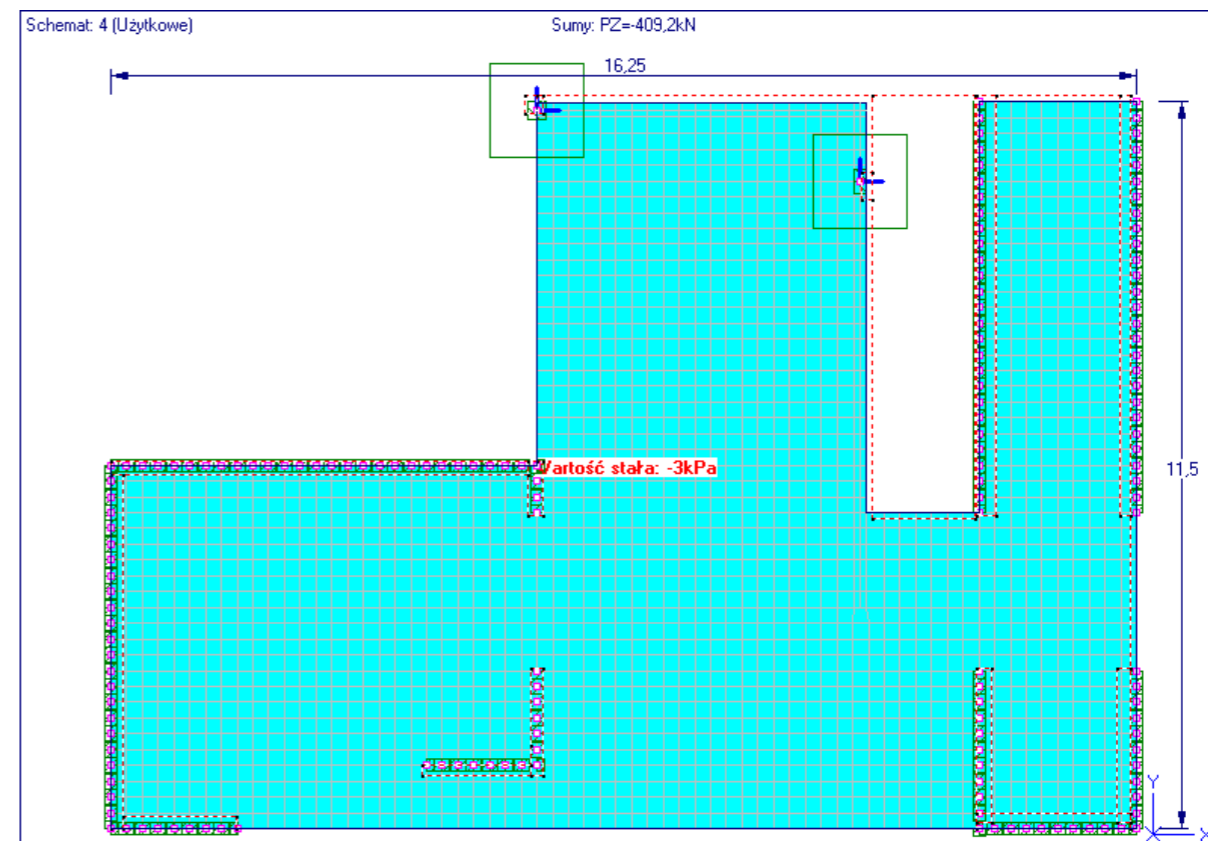 Schemat: 4 (Użytkowe)
Sumy: PZ=-409,2kN
16,25
Wartość stała: -3kPa
11,5
Y
X